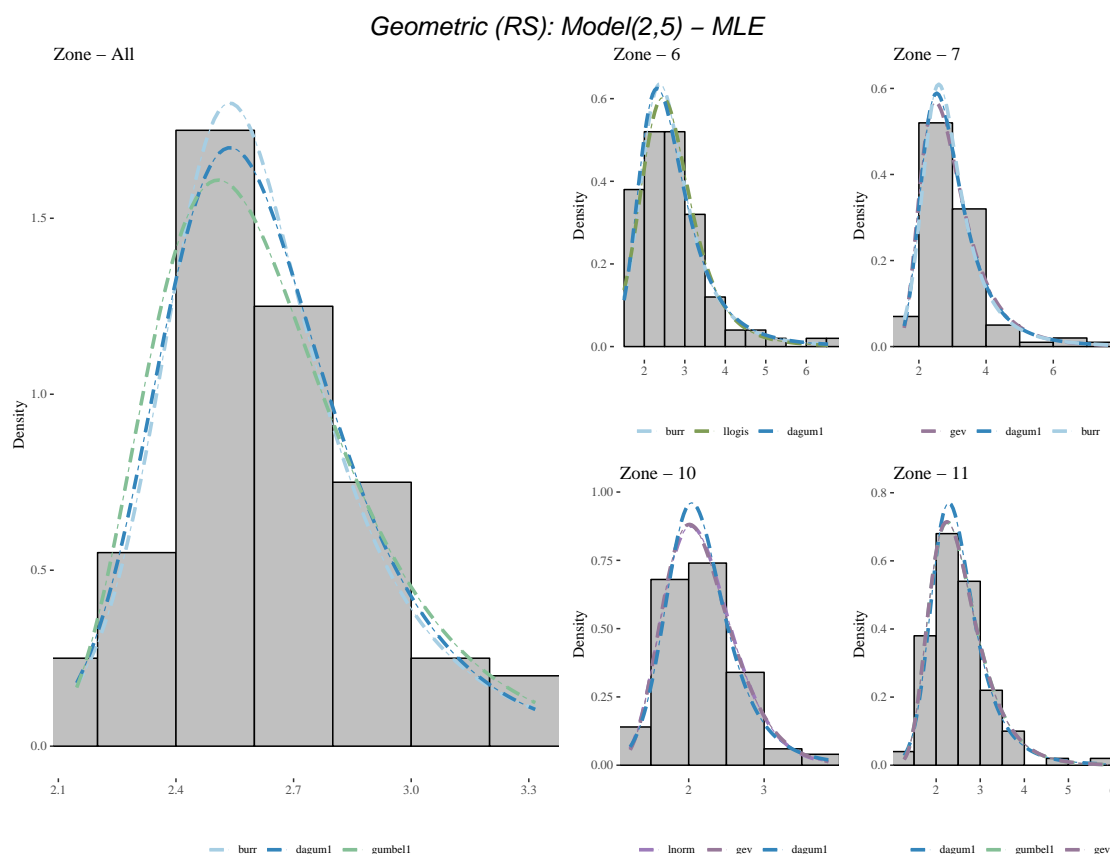 Geometric (RS): Model(2,5) − MLE
Zone − All
Density
1.5
1.0
0.5
0.0
2.1 2.4 2.7 3.0 3.3
burr dagum1 gumbel1
Zone − 6
Density
0.6
0.4
0.2
0.0
2 3 4 5 6
burr llogis dagum1
Zone − 7
Density
0.6
0.4
0.2
0.0
2 4 6
gev dagum1 burr
Zone − 10
Density
1.00
0.75
0.50
0.25
0.00
2 3
lnorm gev dagum1
Zone − 11
Density
0.8
0.6
0.4
0.2
0.0
2 3 4 5
dagum1 gumbel1 gev